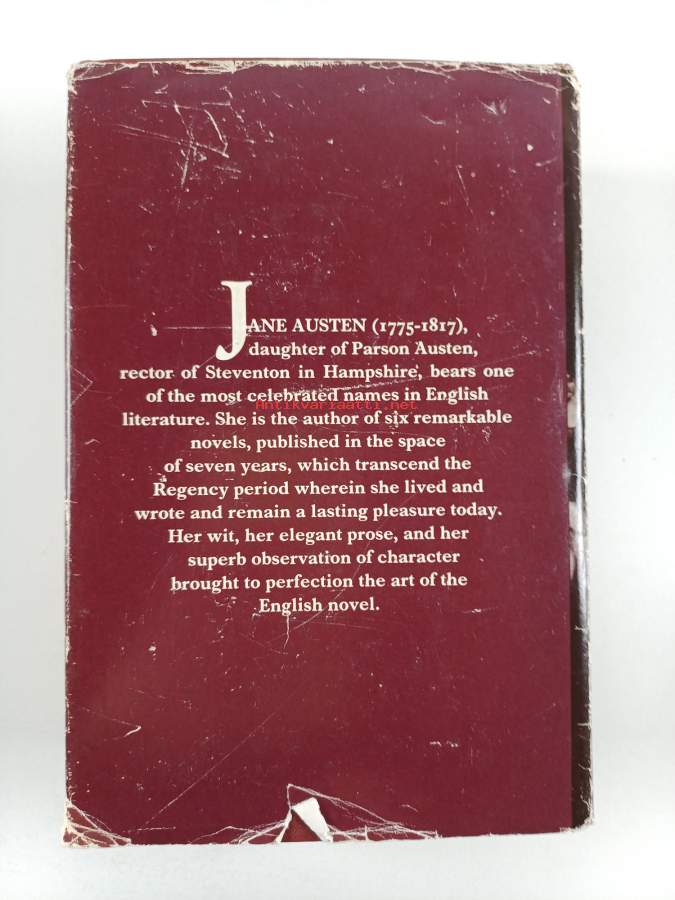 JANE AUSTEN (1775-1817),
daughter of Parson Austen,
rector of Steventon in Hampshire, bears one
of the most celebrated names in English
Antikvariaatti.net
literature. She is the author of six remarkable
novels, published in the space
of seven years, which transcend the
Regency period wherein she lived and
wrote and remain a lasting pleasure today.
Her wit, her elegant prose, and her
superb observation of character
brought to perfection the art of the
English novel.